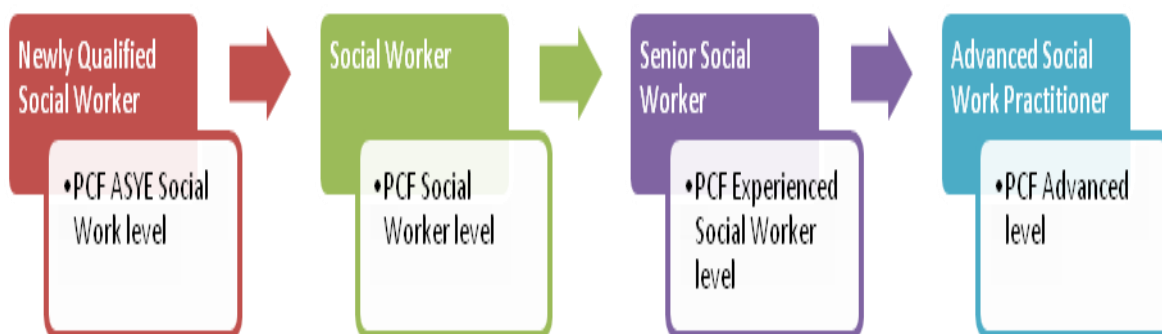 Newly Qualified
Social Worker
•PCF ASYE Social
Work level
Social Worker
•PCF Social
Worker level
Senior Social
Worker
•PCF Experienced
Social Worker
level
Advanced Social
Work Practitioner
•PCF Advanced
level